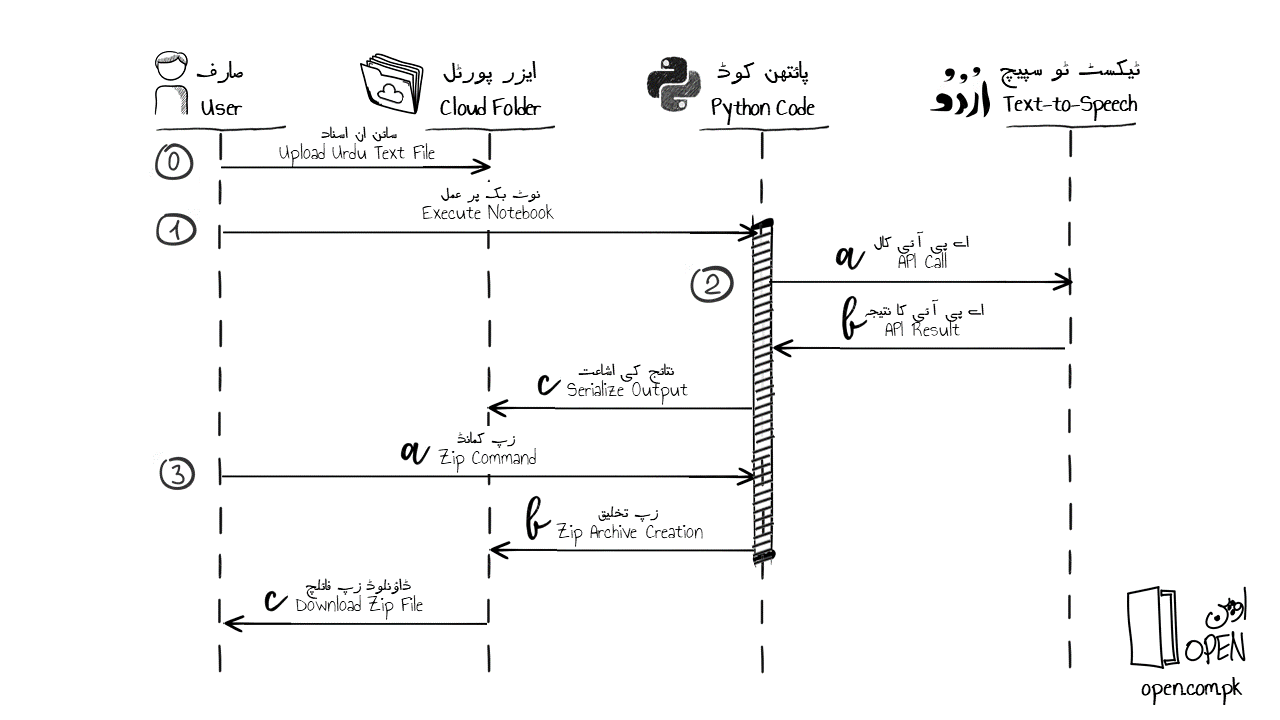 صارف
User
ایزر پورٹل
Cloud Folder
پائتھن کوڈ
Python Code
ٹیکسٹ ٹو سپیچ
Text-to-Speech
اُردُو
0
سائن ان اسناد
Upload Urdu Text File
1
نوٹ بک پر عمل
Execute Notebook
2
a
اے پی آئی کال
API Call
b
اے پی آئی کا نتیجہ
API Result
c
نتائج کی اشاعت
Serialize Output
3
a
زپ کمانڈ
Zip Command
b
زپ تخلیق
Zip Archive Creation
c
ڈاؤنلوڈ زپ فائلچ
Download Zip File
اوپن
OPEN
open.com.pk